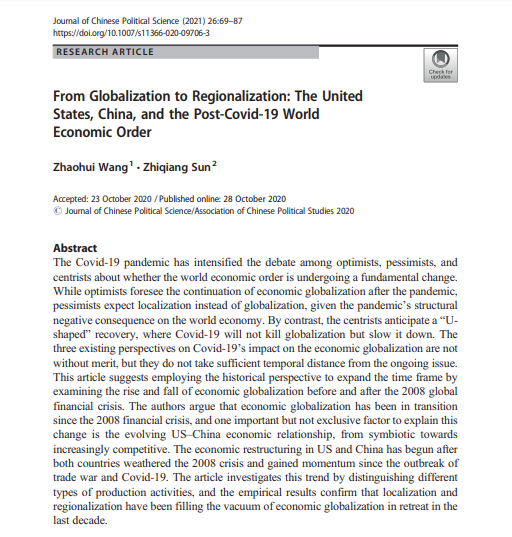 Journal of Chinese Political Science (2021) 26:69–87
https://doi.org/10.1007/s11366-020-09706-3
RESEARCH ARTICLE
Check for
updates
From Globalization to Regionalization: The United
States, China, and the Post-Covid-19 World
Economic Order
Zhaohui Wang1 · Zhiqiang Sun2
Accepted: 23 October 2020 / Published online: 28 October 2020
© Journal of Chinese Political Science/Association of Chinese Political Studies 2020
Abstract
The Covid-19 pandemic has intensified the debate among optimists, pessimists, and
centrists about whether the world economic order is undergoing a fundamental change.
While optimists foresee the continuation of economic globalization after the pandemic,
pessimists expect localization instead of globalization, given the pandemic's structural
negative consequence on the world economy. By contrast, the centrists anticipate a "U-
shaped" recovery, where Covid-19 will not kill globalization but slow it down. The
three existing perspectives on Covid-19's impact on the economic globalization are not
without merit, but they do not take sufficient temporal distance from the ongoing issue.
This article suggests employing the historical perspective to expand the time frame by
examining the rise and fall of economic globalization before and after the 2008 global
financial crisis. The authors argue that economic globalization has been in transition
since the 2008 financial crisis, and one important but not exclusive factor to explain this
change is the evolving US–China economic relationship, from symbiotic towards
increasingly competitive. The economic restructuring in US and China has begun after
both countries weathered the 2008 crisis and gained momentum since the outbreak of
trade war and Covid-19. The article investigates this trend by distinguishing different
types of production activities, and the empirical results confirm that localization and
regionalization have been filling the vacuum of economic globalization in retreat in the
last decade.